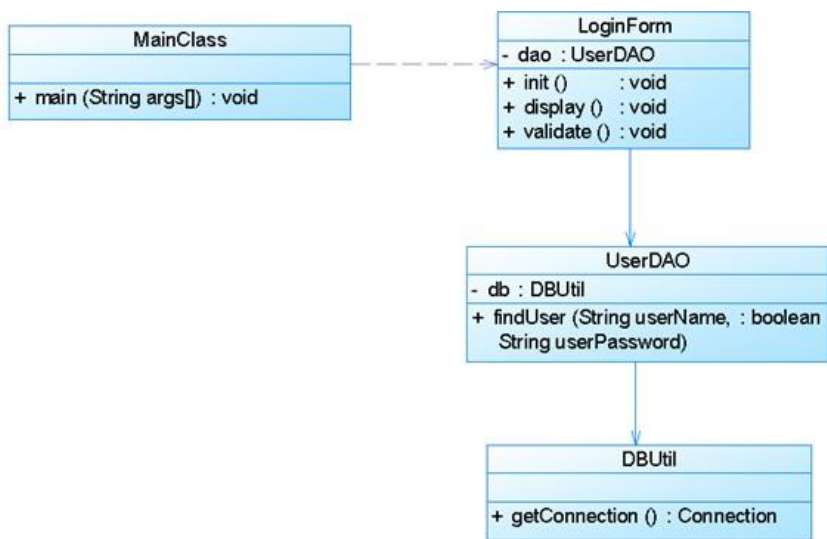 MainClass
+ main (String args[]) : void
LoginForm
- dao : UserDAO
+ init () : void
+ display () : void
+ validate () : void
UserDAO
- db : DBUtil
+ findUser (String userName, : boolean
String userPassword)
DBUtil
+ getConnection () : Connection